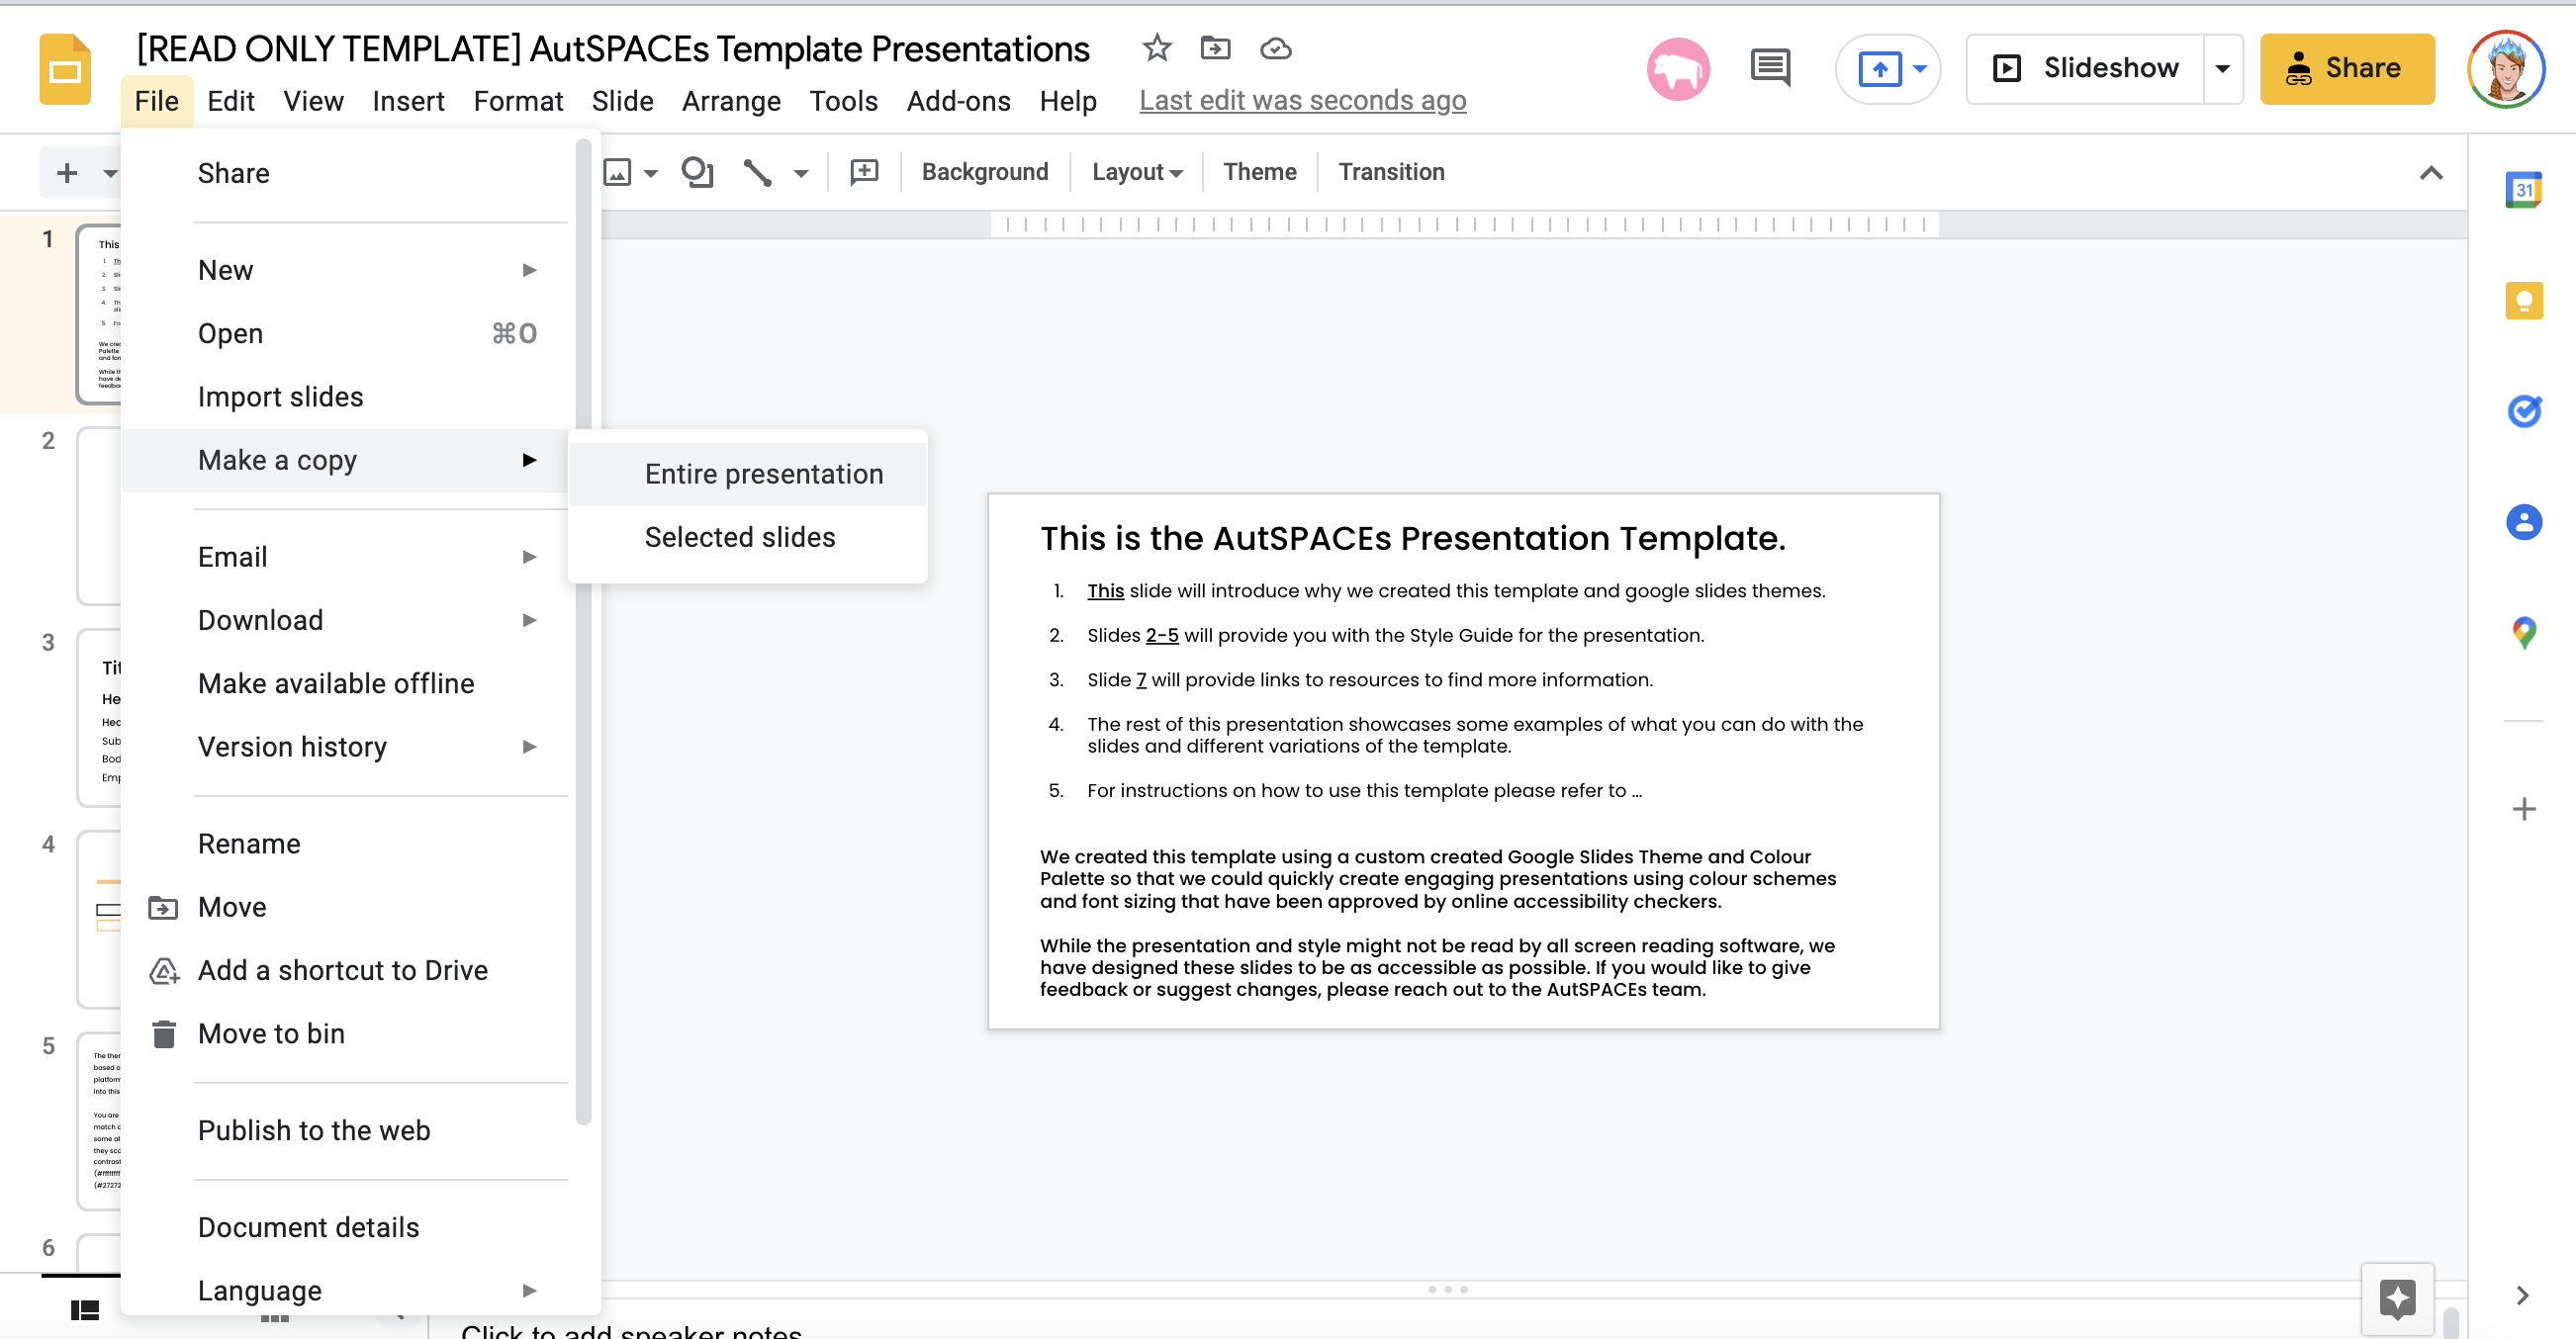 [READ ONLY TEMPLATE] AutSPACEs Template Presentations
File Edit View Insert Format Slide Arrange Tools Add-ons Help Last edit was seconds ago
Slideshow
Share
Background Layout Theme Transition
31
Share
New
Open ⌘O
Import slides
Make a copy
Entire presentation
Selected slides
Email
Download
Make available offline
Version history
Rename
Move
Add a shortcut to Drive
Move to bin
Publish to the web
Document details
Language
1
This
2
3
4
5
6
This is the AutSPACEs Presentation Template.
1. This slide will introduce why we created this template and google slides themes.
2. Slides 2-5 will provide you with the Style Guide for the presentation.
3. Slide 7 will provide links to resources to find more information.
4. The rest of this presentation showcases some examples of what you can do with the
slides and different variations of the template.
5. For instructions on how to use this template please refer to ...
We created this template using a custom created Google Slides Theme and Colour
Palette so that we could quickly create engaging presentations using colour schemes
and font sizing that have been approved by online accessibility checkers.
While the presentation and style might not be read by all screen reading software, we
have designed these slides to be as accessible as possible. If you would like to give
feedback or suggest changes, please reach out to the AutSPACEs team.
Click to add speaker notes